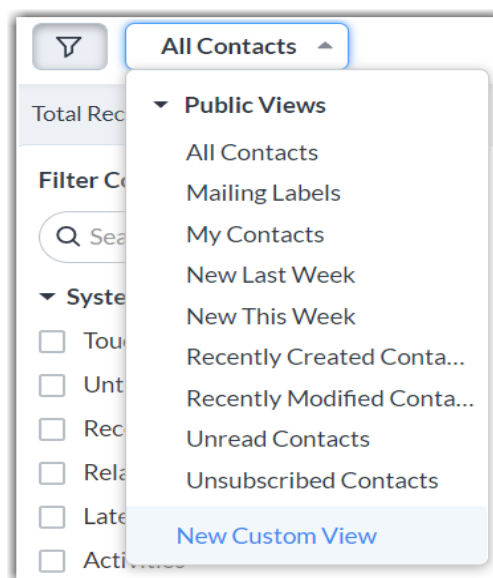 All Contacts
Total Rec
Public Views
All Contacts
Filter C
Mailing Labels
My Contacts
Sea
New Last Week
Syste
New This Week
Tou
Recently Created Conta...
Unt
Recently Modified Conta...
Rec
Unread Contacts
Rela
Unsubscribed Contacts
Late
New Custom View
Activities